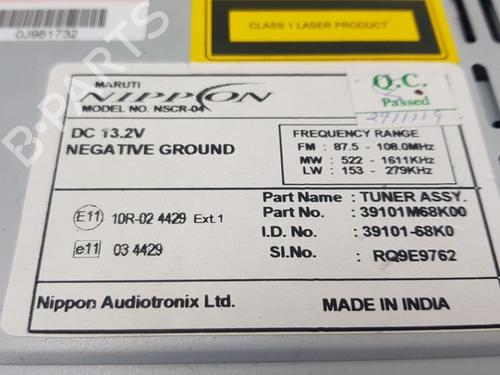 0J981732
CLASS 1 LASER PRODUCT
B-PARTS
MARUTI
NIPPON
MODEL NO. NSCR-04
Q.C.
Passed
DC 13.2V
NEGATIVE GROUND
FREQUENCY RANGE
FM : 87.5 - 108.0MHz
MW : 522 - 1611KHz
LW : 153 - 279KHz
E11 10R-02 4429 Ext.1
e11 03 4429
Part Name : TUNER ASSY.
Part No. : 39101M68K00
I.D. No. : 39101-68K0
Sl.No. : RQ9E9762
Nippon Audiotronix Ltd.
MADE IN INDIA